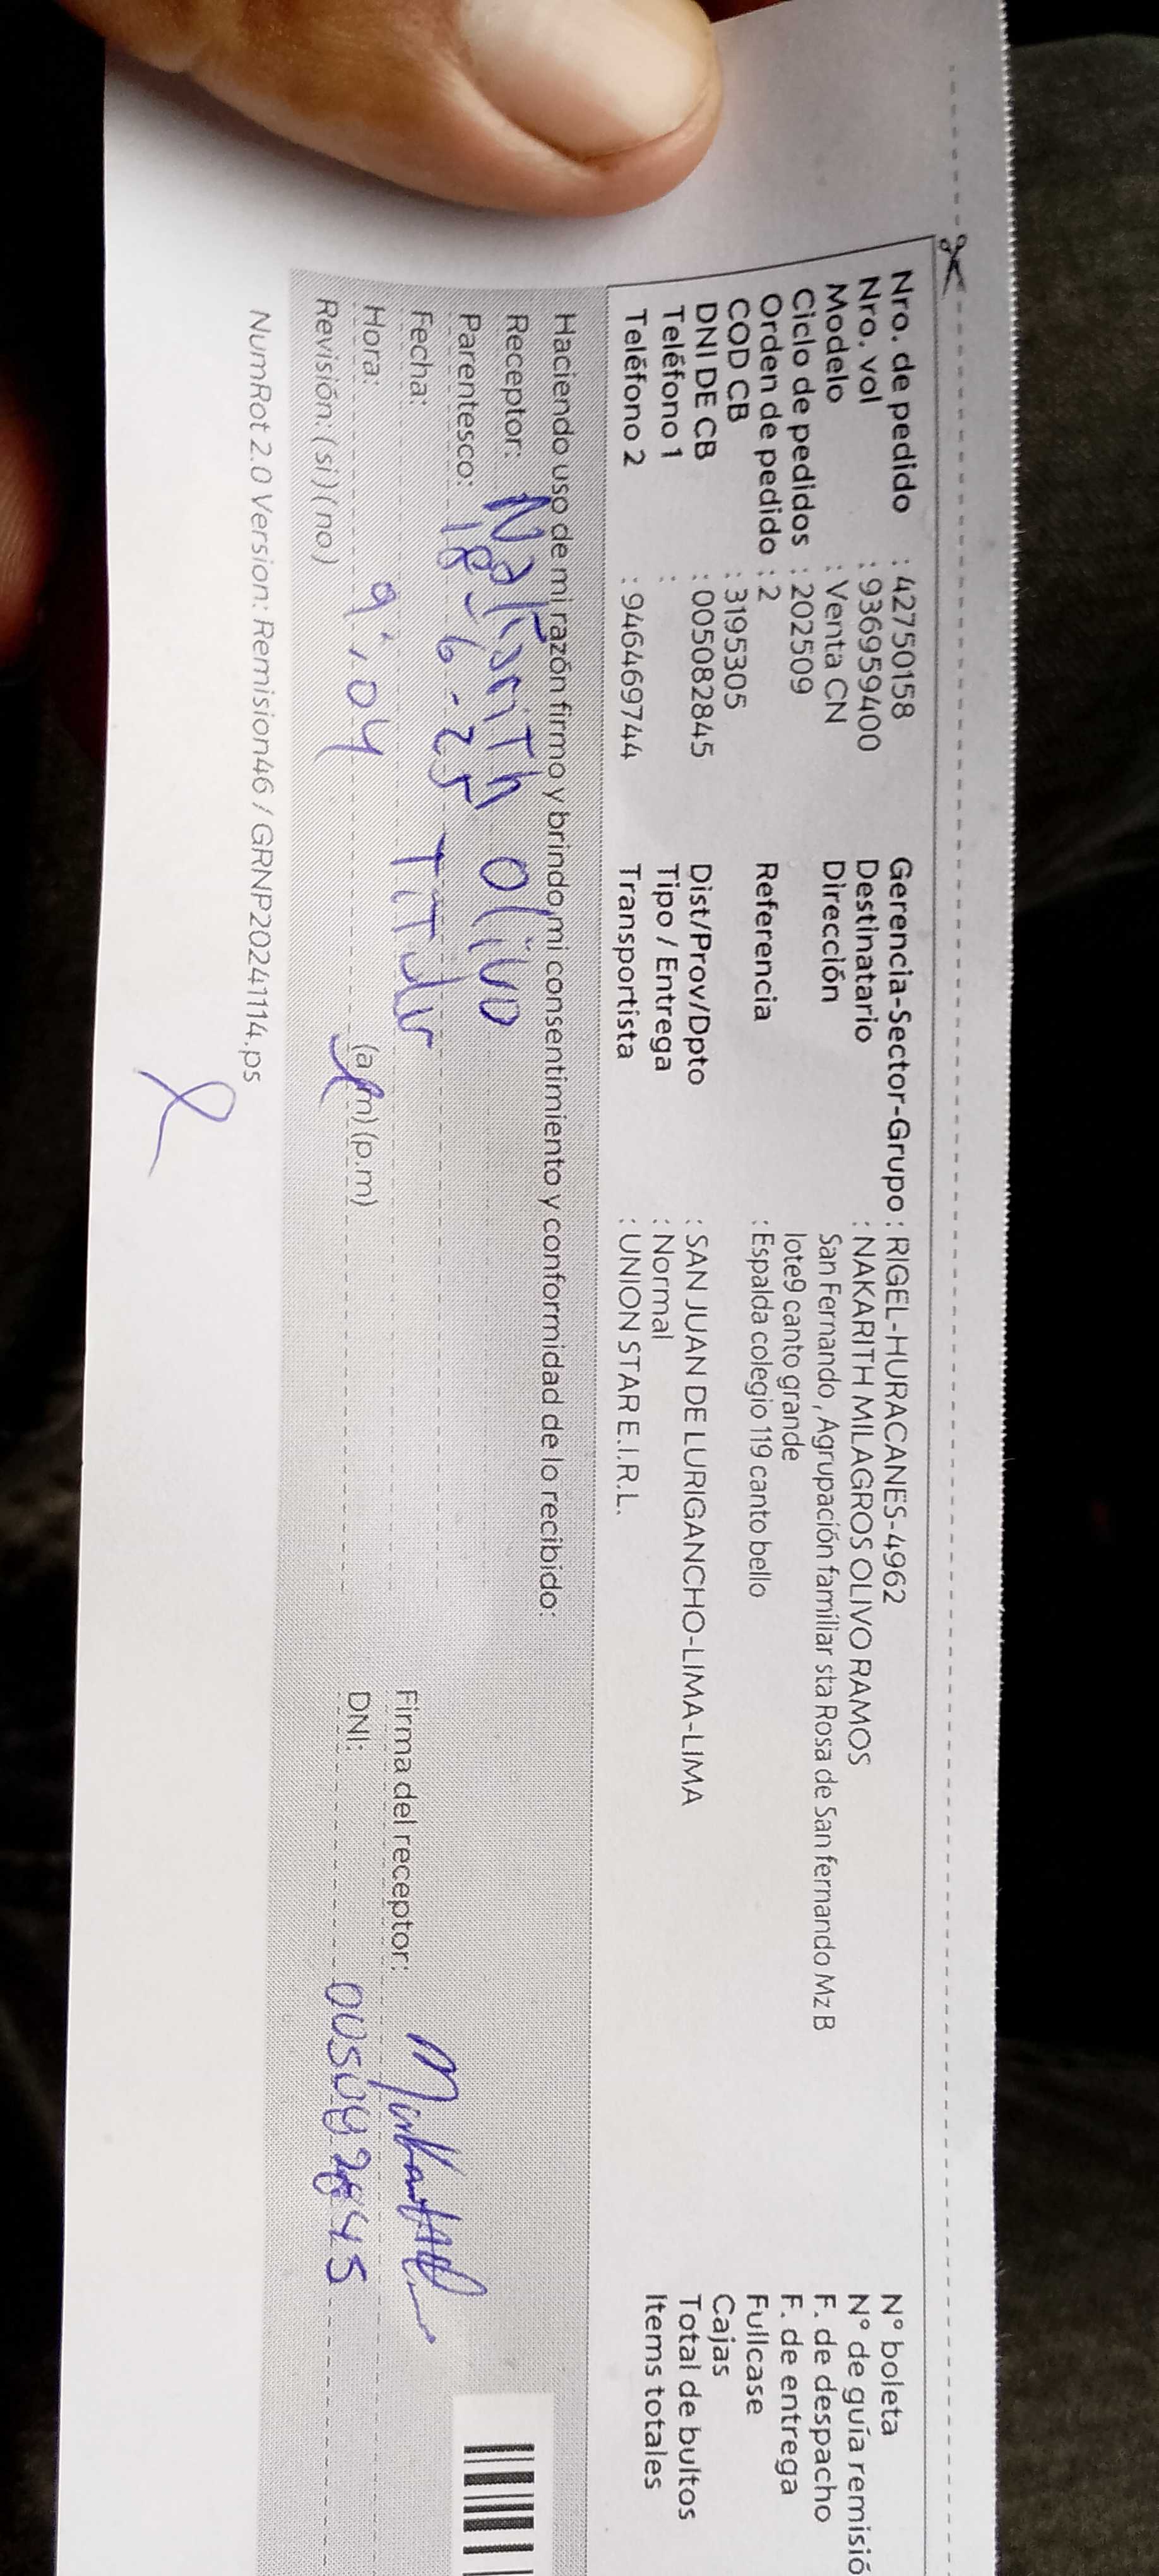 Nro. de pedido : 42750158
Nro. vol : 936959400
Modelo : Venta CN
Ciclo de pedidos : 202509
Orden de pedido : 2
COD CB : 3195305
DNI DE CB : 005082845
Teléfono 1 :
Teléfono 2 : 946469744
Gerencia-Sector-Grupo : RIGEL-HURACANES-4962
Destinatario : NAKARITH MILAGROS OLIVO RAMOS
Dirección San Fernando , Agrupación familiar sta Rosa de San fernando Mz B
lote9 canto grande
Referencia : Espalda colegio 119 canto bello
Dist/Prov/Dpto : SAN JUAN DE LURIGANCHO-LIMA-LIMA
Tipo / Entrega : Normal
Transportista : UNION STAR E.I.R.L.
N° boleta
N° de guía remisió
F. de despacho
F. de entrega
Fullcase
Cajas
Total de bultos
Items totales
Haciendo uso de mi razón firmo y brindo mi consentimiento y conformidad de lo recibido:
Receptor: NaKariTh Olivo
Parentesco: 18-6-25
Fecha: TiTular
Hora: 9:04 (a.m) (p.m)
Revisión: ( si ) ( no )
Firma del receptor:
DNI: 005082845
NumRot 2.0 Version: Remision46 / GRNP20241114.ps